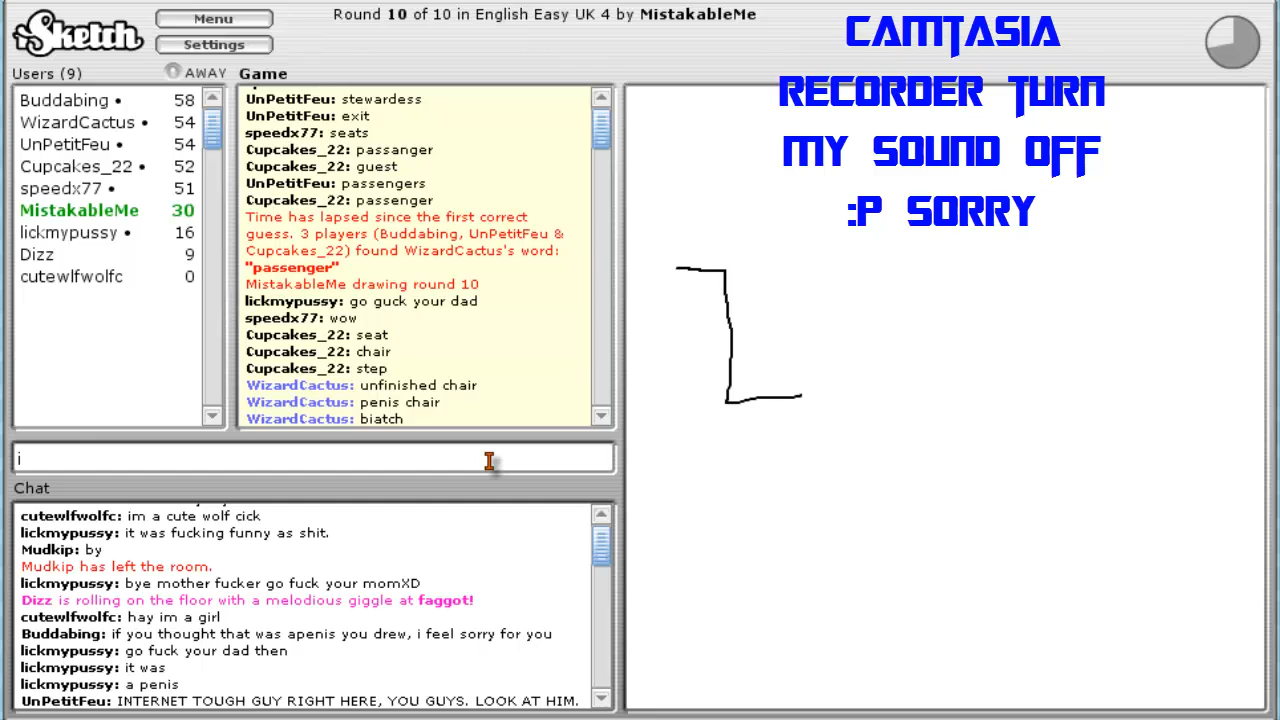 iSketch
Menu
Settings
Round 10 of 10 in English Easy UK 4 by MistakableMe
CAMTASIA
RECORDER TURN
MY SOUND OFF
:P SORRY
Users (9)
AWAY
Buddabing • 58
WizardCactus • 54
UnPetitFeu • 54
Cupcakes_22 • 52
speedx77 • 51
MistakableMe 30
lickmypussy • 16
Dizz 9
cutewlfwolfc 0
Game
UnPetitFeu: stewardess
UnPetitFeu: exit
speedx77: seats
Cupcakes_22: passanger
Cupcakes_22: guest
UnPetitFeu: passengers
Cupcakes_22: passenger
Time has lapsed since the first correct
guess. 3 players (Buddabing, UnPetitFeu &
Cupcakes_22) found WizardCactus's word:
"passenger"
MistakableMe drawing round 10
lickmypussy: go guck your dad
speedx77: wow
Cupcakes_22: seat
Cupcakes_22: chair
Cupcakes_22: step
WizardCactus: unfinished chair
WizardCactus: penis chair
WizardCactus: biatch
i
Chat
cutewlfwolfc: im a cute wolf cick
lickmypussy: it was fucking funny as shit.
Mudkip: by
Mudkip has left the room.
lickmypussy: bye mother fucker go fuck your momXD
Dizz is rolling on the floor with a melodious giggle at faggot!
cutewlfwolfc: hay im a girl
Buddabing: if you thought that was apenis you drew, i feel sorry for you
lickmypussy: go fuck your dad then
lickmypussy: it was
lickmypussy: a penis
UnPetitFeu: INTERNET TOUGH GUY RIGHT HERE, YOU GUYS. LOOK AT HIM.